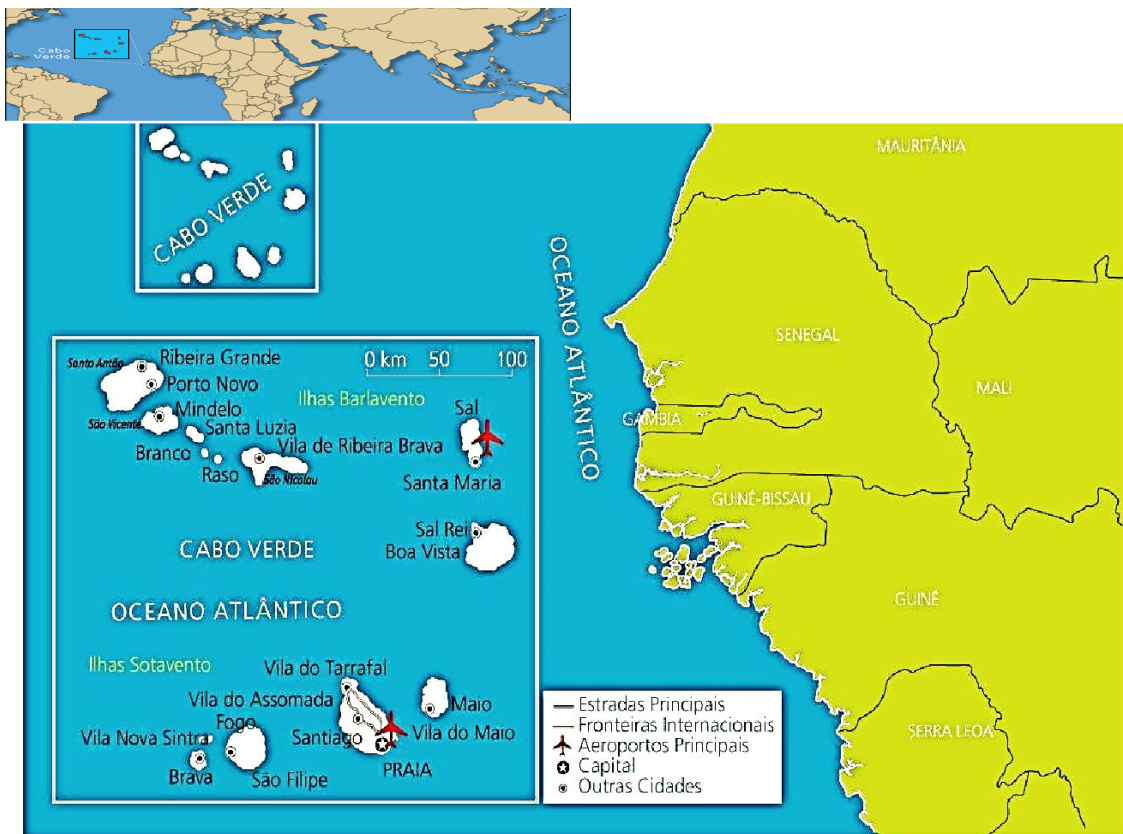 Cabo
Verde
CABO VERDE
OCEANO ATLÂNTICO
MAURITÂNIA
SENEGAL
MALI
GÂMBIA
GUINÉ-BISSAU
GUINÉ
SERRA LEOA
0 km 50 100
Santo Antão
Ribeira Grande
Porto Novo
Ilhas Barlavento
Mindelo
São Vicente
Santa Luzia
Sal
Branco
Vila de Ribeira Brava
Raso
São Nicolau
Santa Maria
Sal Rei
Boa Vista
CABO VERDE
OCEANO ATLÂNTICO
Ilhas Sotavento
Vila do Tarrafal
Vila do Assomada
Maio
Fogo
Vila Nova Sintra
Santiago
Vila do Maio
Brava
São Filipe
PRAIA
Estradas Principais
Fronteiras Internacionais
Aeroportos Principais
Capital
Outras Cidades